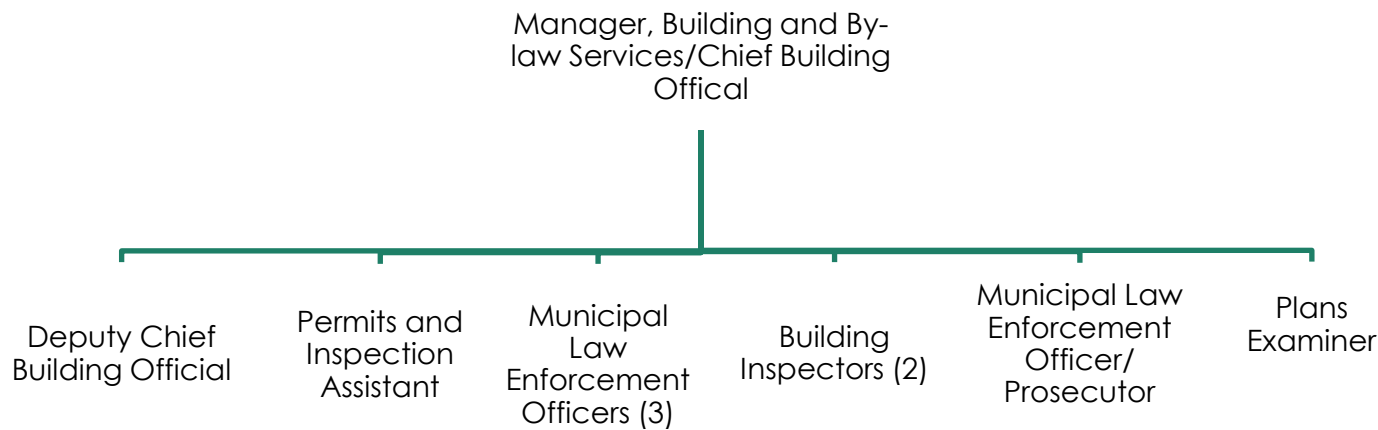 Manager, Building and By-
law Services/Chief Building
Offical
Deputy Chief
Building Official
Permits and
Inspection
Assistant
Municipal
Law
Enforcement
Officers (3)
Building
Inspectors (2)
Municipal Law
Enforcement
Officer/
Prosecutor
Plans
Examiner